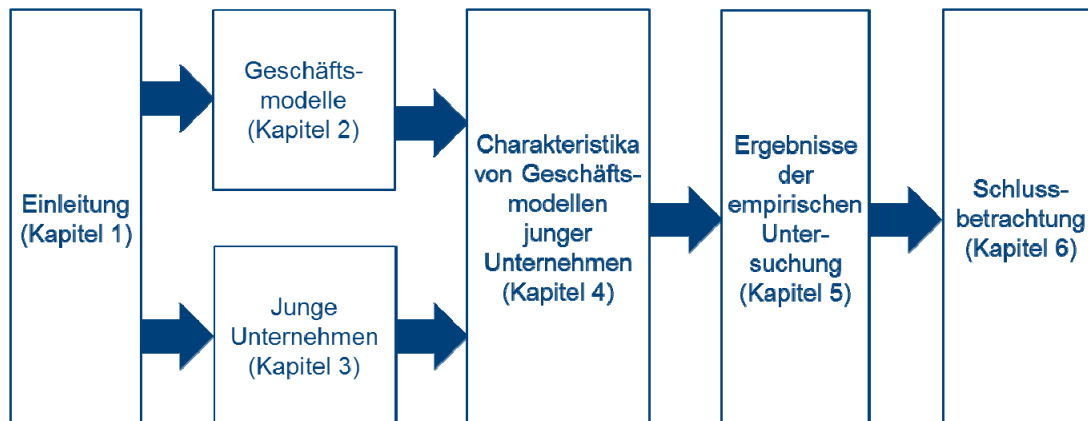 Einleitung
(Kapitel 1)
Geschäfts-
modelle
(Kapitel 2)
Junge
Unternehmen
(Kapitel 3)
Charakteristika
von Geschäfts-
modellen
junger
Unternehmen
(Kapitel 4)
Ergebnisse
der
empirischen
Unter-
suchung
(Kapitel 5)
Schluss-
betrachtung
(Kapitel 6)